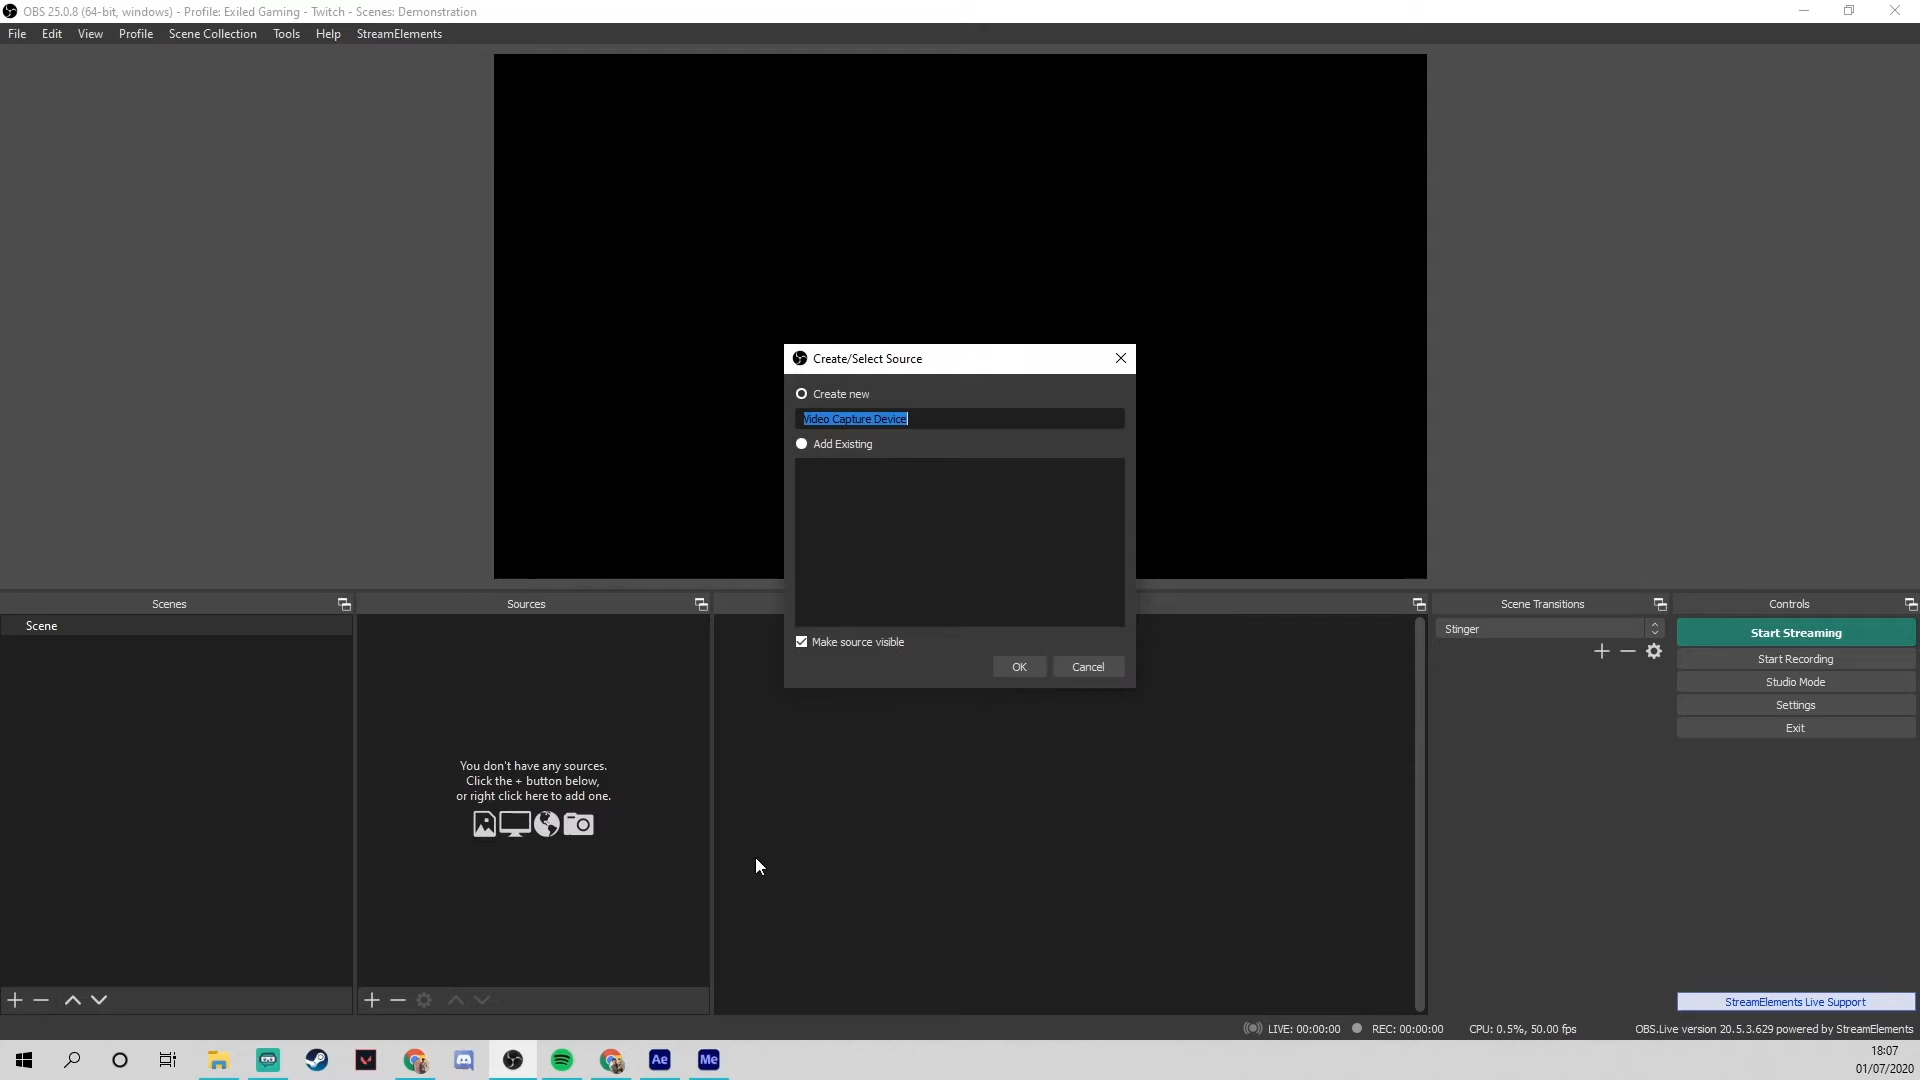 OBS 25.0.8 (64-bit, windows) - Profile: Exiled Gaming - Twitch - Scenes: Demonstration
File Edit View Profile Scene Collection Tools Help StreamElements
Create/Select Source
Create new
Video Capture Device
Add Existing
Make source visible
OK Cancel
Scenes
Scene
Sources
You don't have any sources.
Click the + button below,
or right click here to add one.
Scene Transitions
Stinger
Controls
Start Streaming
Start Recording
Studio Mode
Settings
Exit
StreamElements Live Support
LIVE: 00:00:00 REC: 00:00:00 CPU: 0.5%, 50.00 fps OBS.Live version 20.5.3.629 powered by StreamElements
Ae Me
18:07
01/07/2020